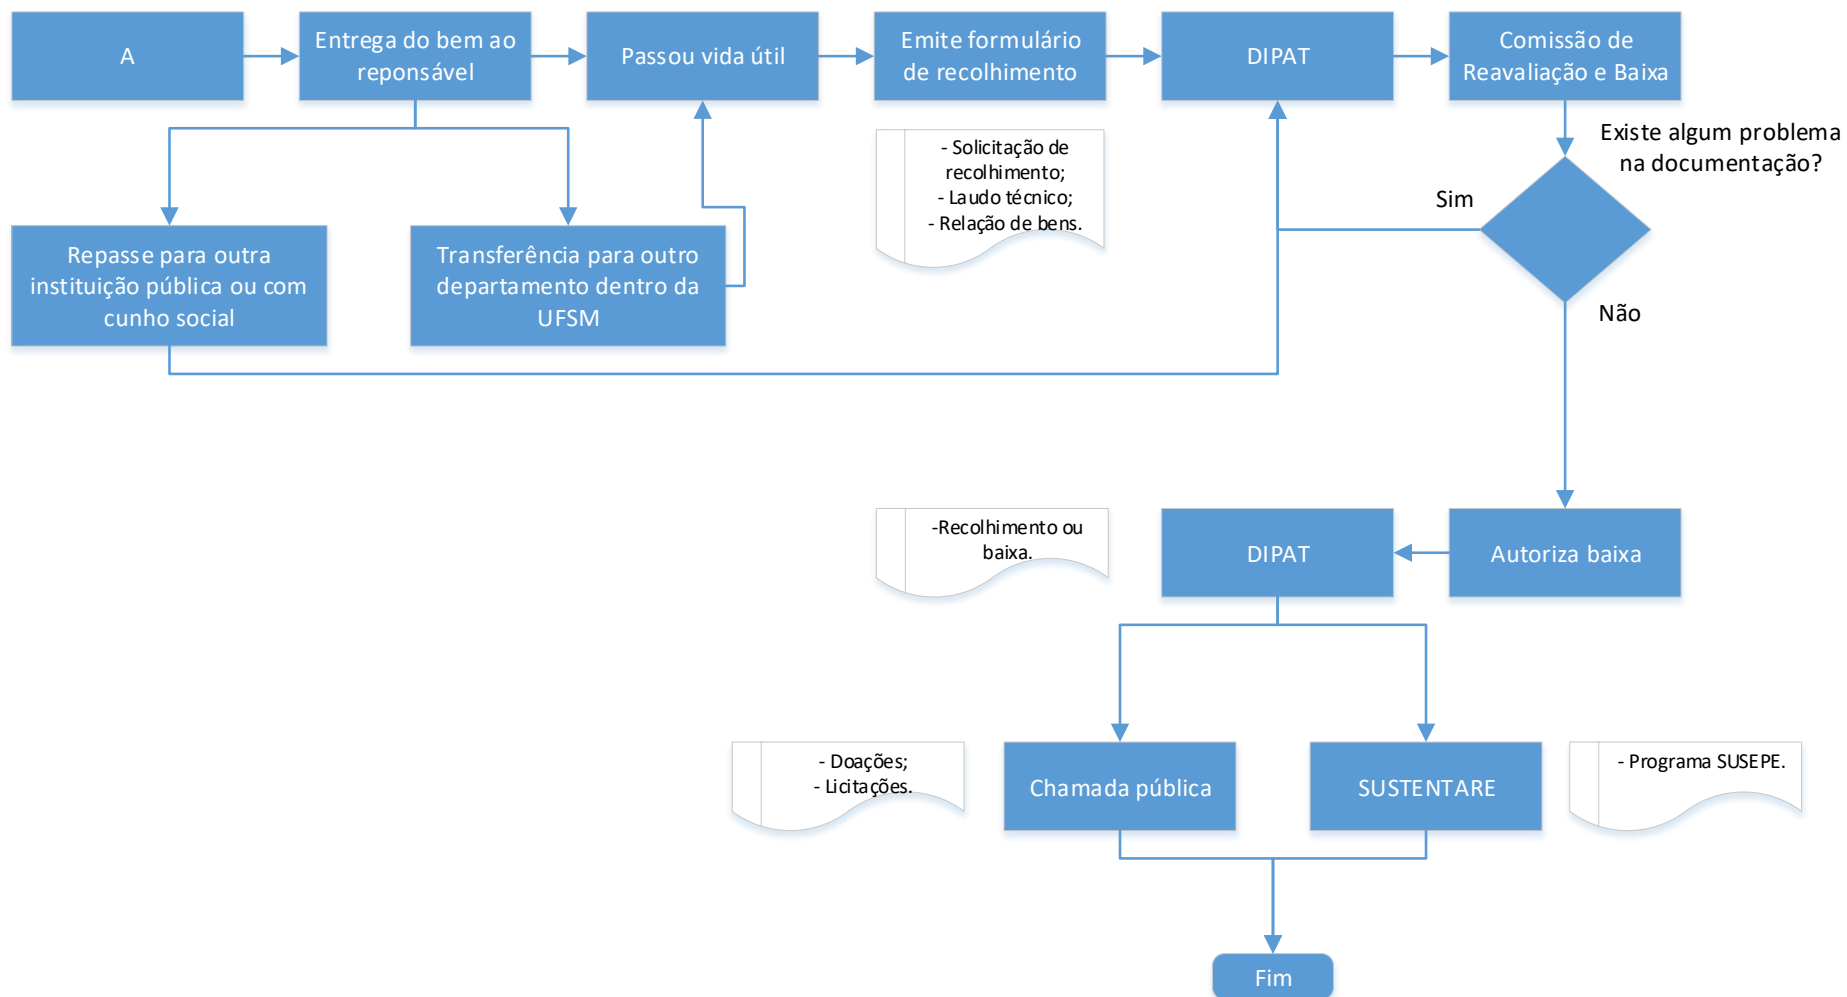 A
Entrega do bem ao
reponsável
Passou vida útil
Emite formulário
de recolhimento
DIPAT
Comissão de
Reavaliação e Baixa
- Solicitação de
recolhimento;
- Laudo técnico;
- Relação de bens.
Existe algum problema
na documentação?
Sim
Não
Repasse para outra
instituição pública ou com
cunho social
Transferência para outro
departamento dentro da
UFSM
-Recolhimento ou
baixa.
DIPAT
Autoriza baixa
- Doações;
- Licitações.
Chamada pública
SUSTENTARE
- Programa SUSEPE.
Fim